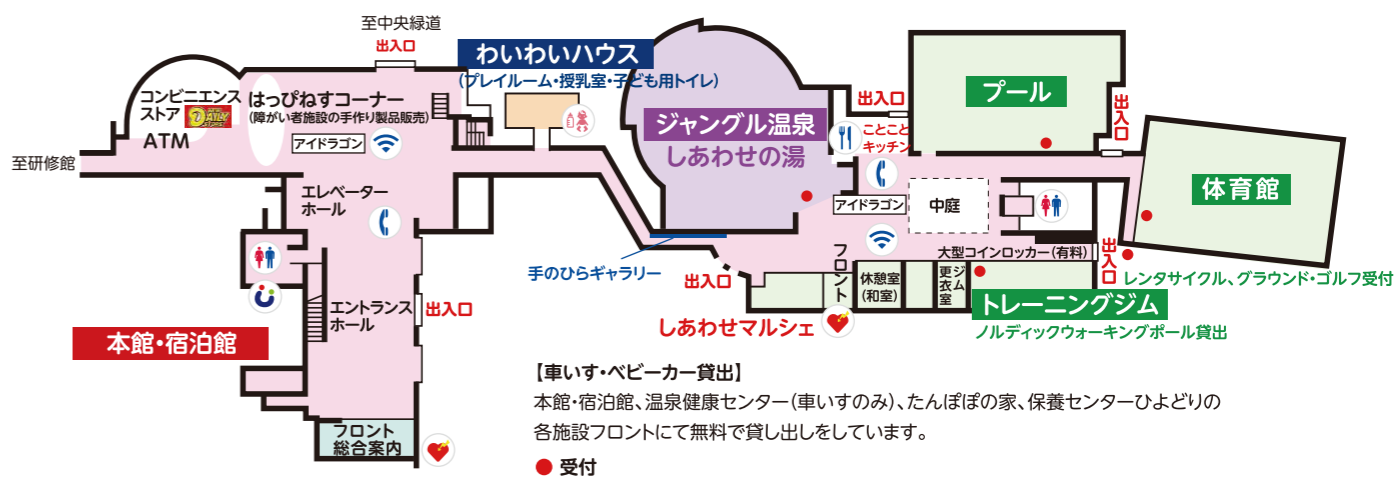 至中央緑道
出入口
わいわいハウス
(プレイルーム・授乳室・子ども用トイレ)
コンビニエンス
ストア
DAILY
ATM
はっぴねすコーナー
(障がい者施設の手作り製品販売)
アイドラゴン
至研修館
エレベーター
ホール
エントランス
ホール
出入口
本館・宿泊館
フロント
総合案内
手のひらギャラリー
ジャングル温泉
しあわせの湯
出入口
ことこと
キッチン
プール
出入口
体育館
アイドラゴン
中庭
大型コインロッカー(有料)
出入口
レンタサイクル、グラウンド・ゴルフ受付
出入口
フロント
休憩室
(和室)
ジム
更衣室
トレーニングジム
ノルディックウォーキングポール貸出
しあわせマルシェ
【車いす・ベビーカー貸出】
本館・宿泊館、温泉健康センター(車いすのみ)、たんぽぽの家、保養センターひよどりの
各施設フロントにて無料で貸し出しをしています。
受付